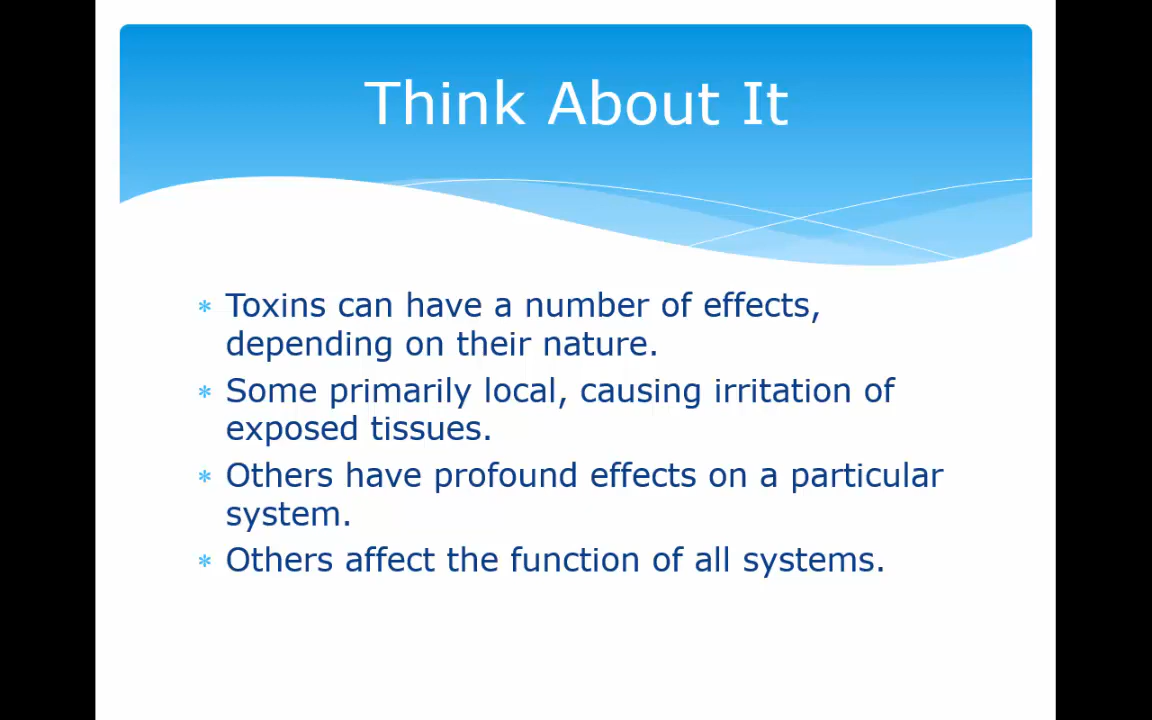 Think About It
* Toxins can have a number of effects,
depending on their nature.
* Some primarily local, causing irritation of
exposed tissues.
* Others have profound effects on a particular
system.
* Others affect the function of all systems.